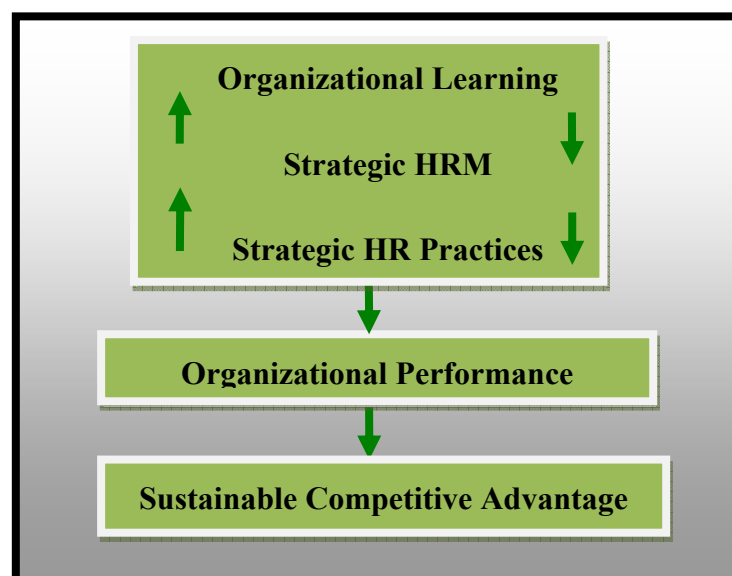 Organizational Learning
Strategic HRM
Strategic HR Practices
Organizational Performance
Sustainable Competitive Advantage